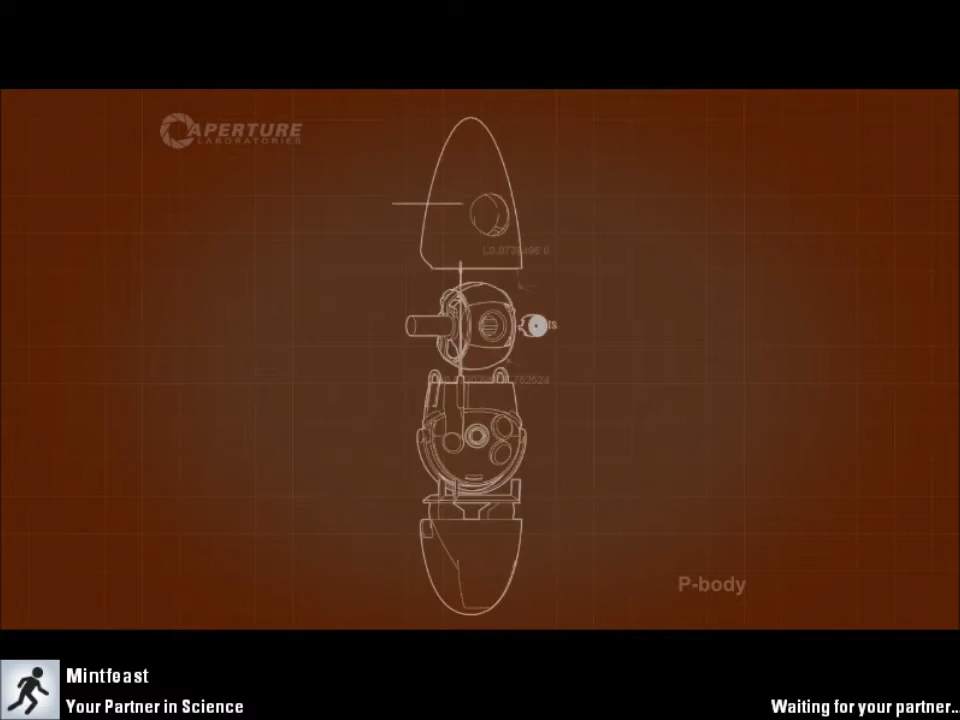 APERTURE
LABORATORIES
P-body
Mintfeast
Your Partner in Science
Waiting for your partner..